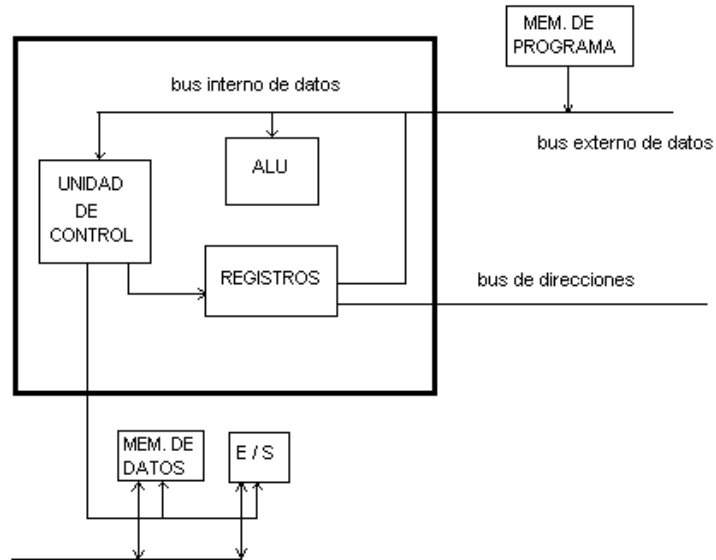 MEM. DE
PROGRAMA
bus interno de datos
bus externo de datos
ALU
UNIDAD
DE
CONTROL
REGISTROS
bus de direcciones
MEM. DE
DATOS
E / S